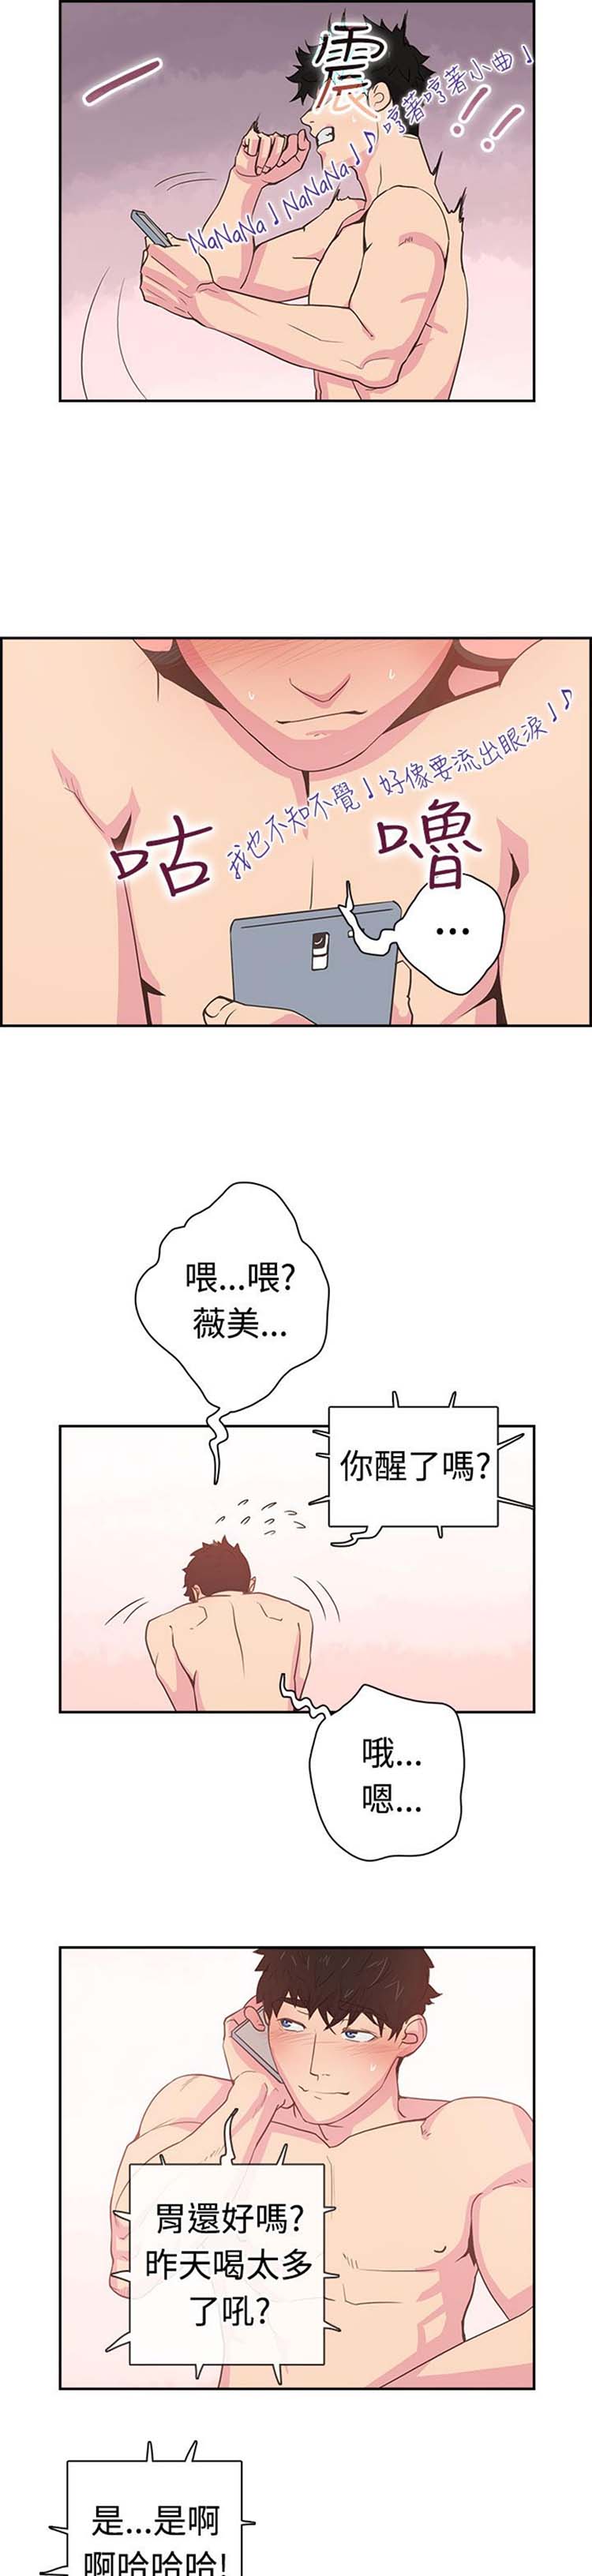 震
NaNaNa♩NaNaNa♩♪哼著哼著小曲♩
我也不知不覺♩好像要流出眼淚♩♪
咕
嚕
...
喂...喂?
薇美...
你醒了嗎?
哦...
嗯...
胃還好嗎?
昨天喝太多
了吼?
是...是啊
啊哈哈哈!